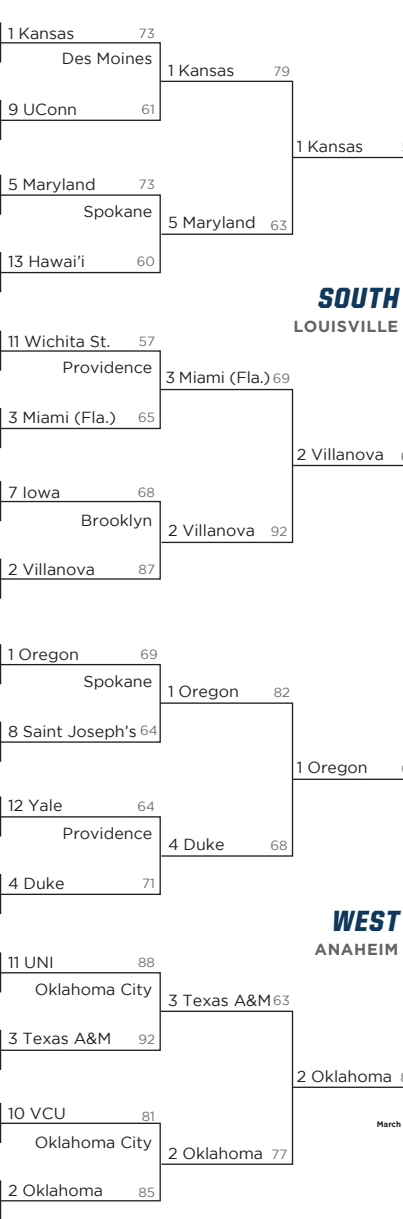 1 Kansas 73
Des Moines
1 Kansas 79
9 UConn 61
1 Kansas
5 Maryland 73
Spokane
5 Maryland 63
13 Hawai'i 60
SOUTH
LOUISVILLE
11 Wichita St. 57
Providence
3 Miami (Fla.) 69
3 Miami (Fla.) 65
2 Villanova
7 Iowa 68
Brooklyn
2 Villanova 92
2 Villanova 87
1 Oregon 69
Spokane
1 Oregon 82
8 Saint Joseph's 64
1 Oregon
12 Yale 64
Providence
4 Duke 68
4 Duke 71
WEST
ANAHEIM
11 UNI 88
Oklahoma City
3 Texas A&M 63
3 Texas A&M 92
2 Oklahoma
10 VCU 81
March
Oklahoma City
2 Oklahoma 77
2 Oklahoma 85